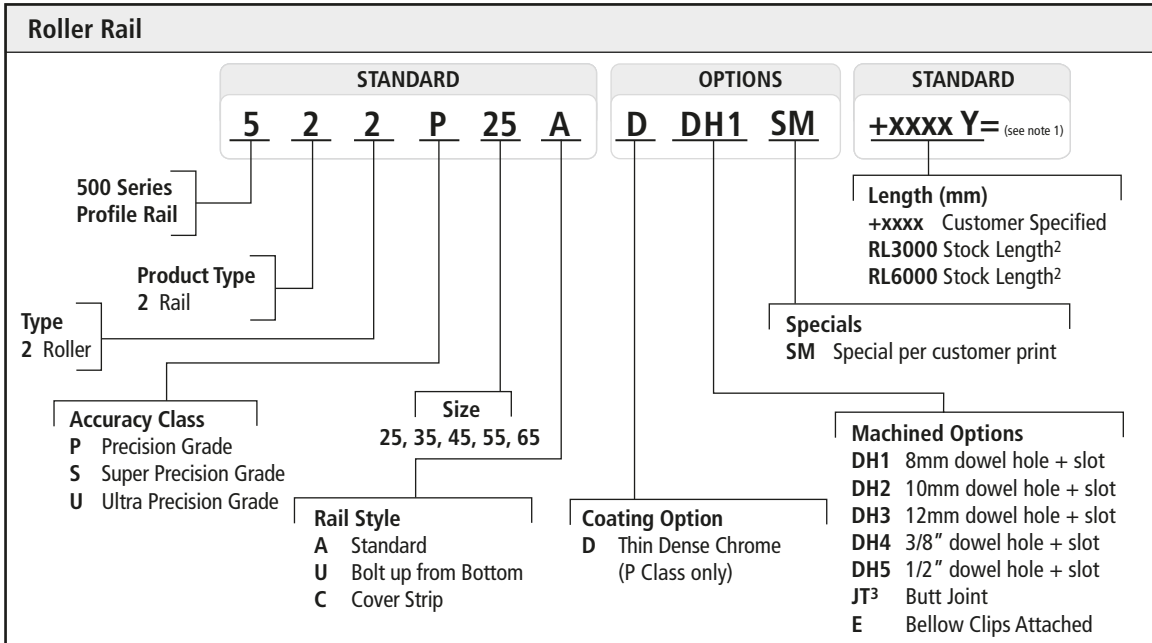 Roller Rail
STANDARD
OPTIONS
STANDARD
5 2 2 P 25 A D DH1 SM +xxxx Y= (see note 1)
500 Series
Profile Rail
Product Type
2 Rail
Type
2 Roller
Accuracy Class
P Precision Grade
S Super Precision Grade
U Ultra Precision Grade
Size
25, 35, 45, 55, 65
Rail Style
A Standard
U Bolt up from Bottom
C Cover Strip
Coating Option
D Thin Dense Chrome
(P Class only)
Length (mm)
+xxxx Customer Specified
RL3000 Stock Length²
RL6000 Stock Length²
Specials
SM Special per customer print
Machined Options
DH1 8mm dowel hole + slot
DH2 10mm dowel hole + slot
DH3 12mm dowel hole + slot
DH4 3/8” dowel hole + slot
DH5 1/2” dowel hole + slot
JT³ Butt Joint
E Bellow Clips Attached